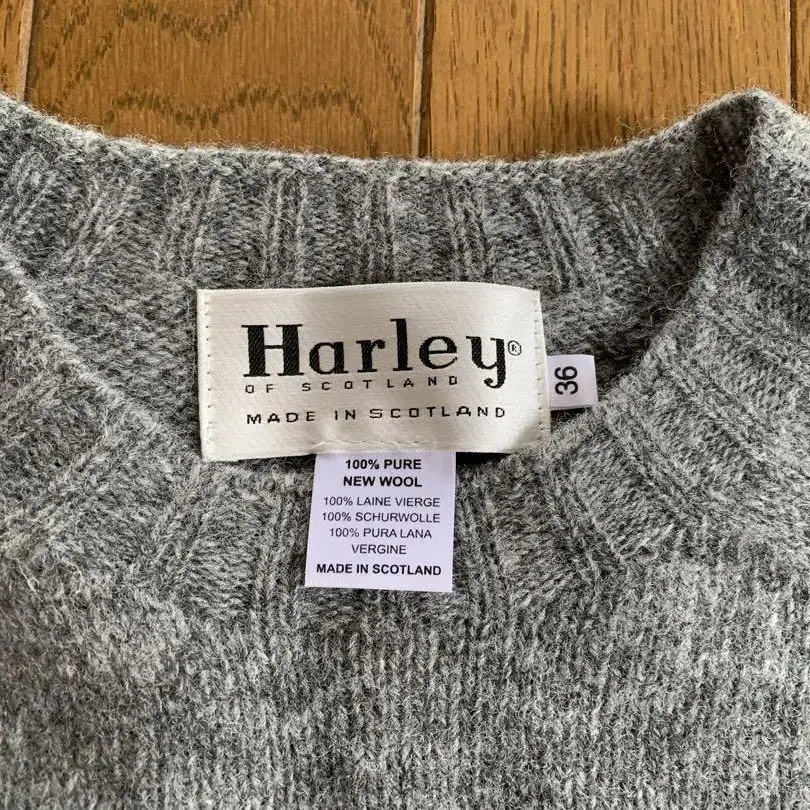 Harley®
OF SCOTLAND
MADE IN SCOTLAND
36
100% PURE
NEW WOOL
100% LAINE VIERGE
100% SCHURWOLLE
100% PURA LANA
VERGINE
MADE IN SCOTLAND